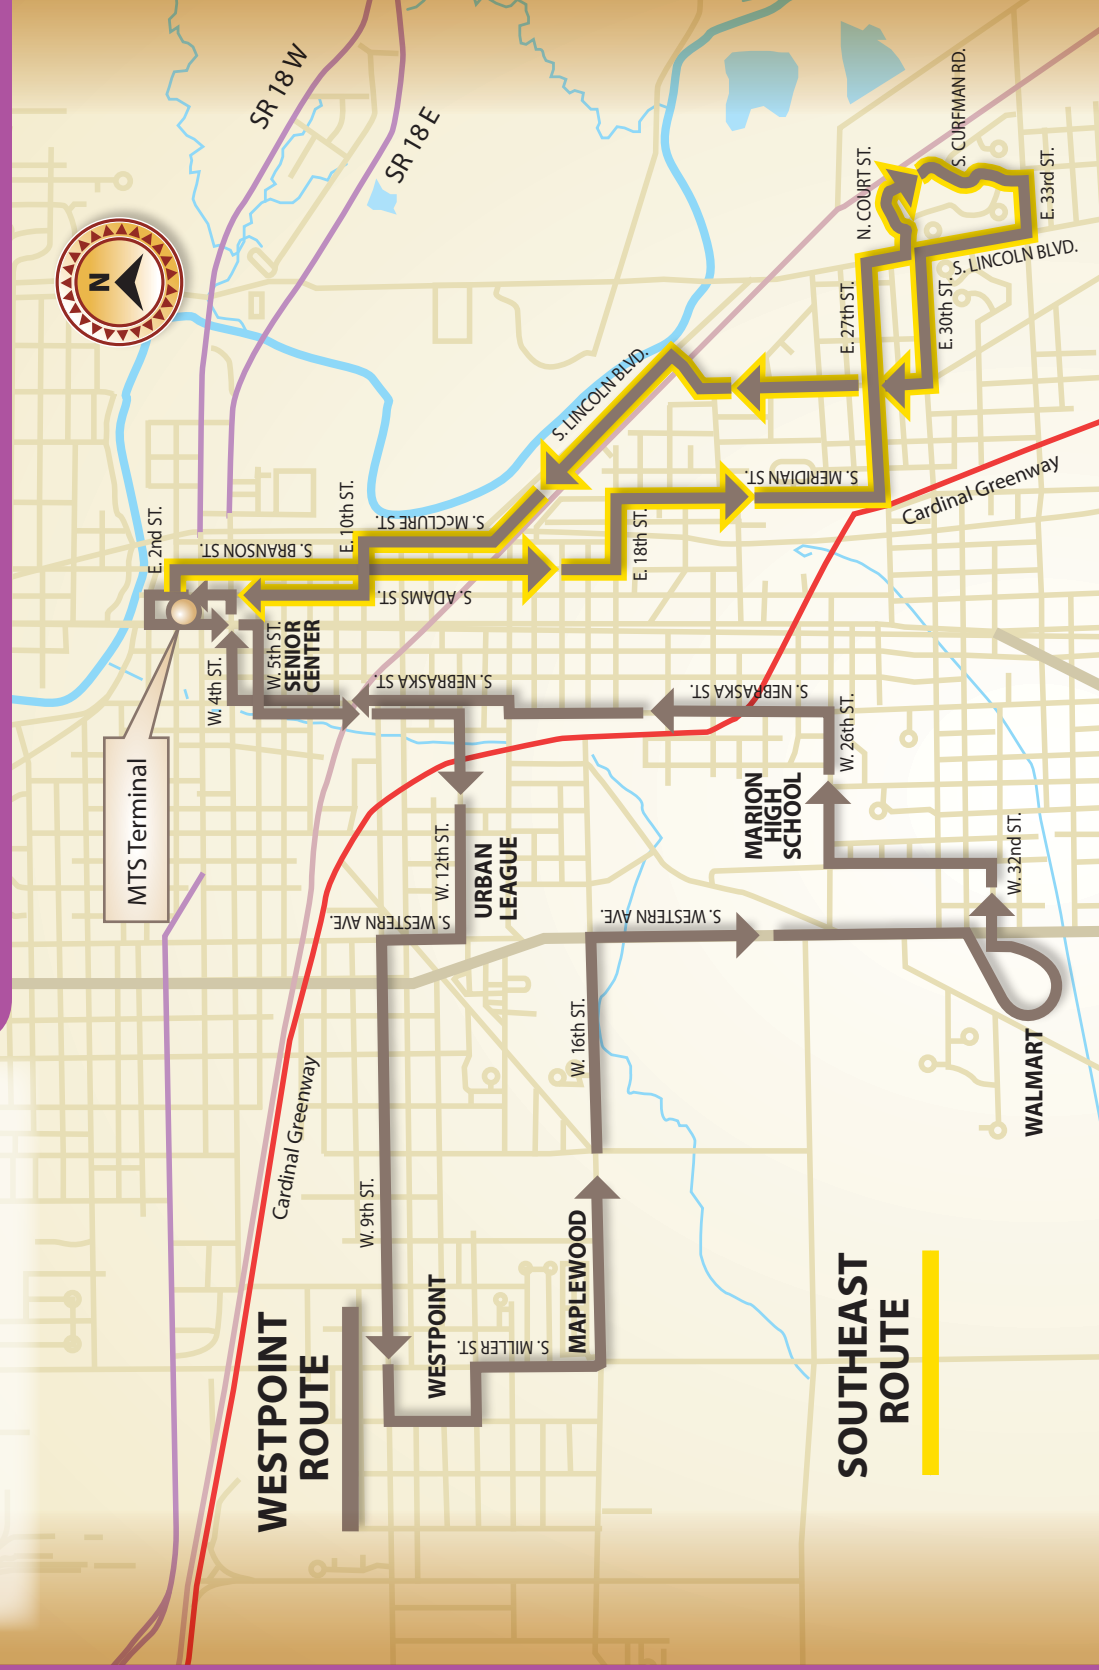 SR 18 W
SR 18 E
N
MTS Terminal
E. 2nd ST.
S. BRANSON ST.
E. 10th ST.
S. McCLURE ST.
S. ADAMS ST.
S. LINCOLN BLVD.
E. 18th ST.
S. MERIDIAN ST.
E. 27th ST.
N. COURT ST.
S. CURFMAN RD.
E. 33rd ST.
S. LINCOLN BLVD.
E. 30th ST.
Cardinal Greenway
W. 4th ST.
W. 5th ST.
SENIOR
CENTER
S. NEBRASKA ST.
S. NEBRASKA ST.
W. 26th ST.
MARION
HIGH
SCHOOL
W. 32nd ST.
W. 12th ST.
URBAN
LEAGUE
S. WESTERN AVE.
S. WESTERN AVE.
W. 16th ST.
WALMART
Cardinal Greenway
W. 9th ST.
WESTPOINT
S. MILLER ST.
MAPLEWOOD
WESTPOINT
ROUTE
SOUTHEAST
ROUTE